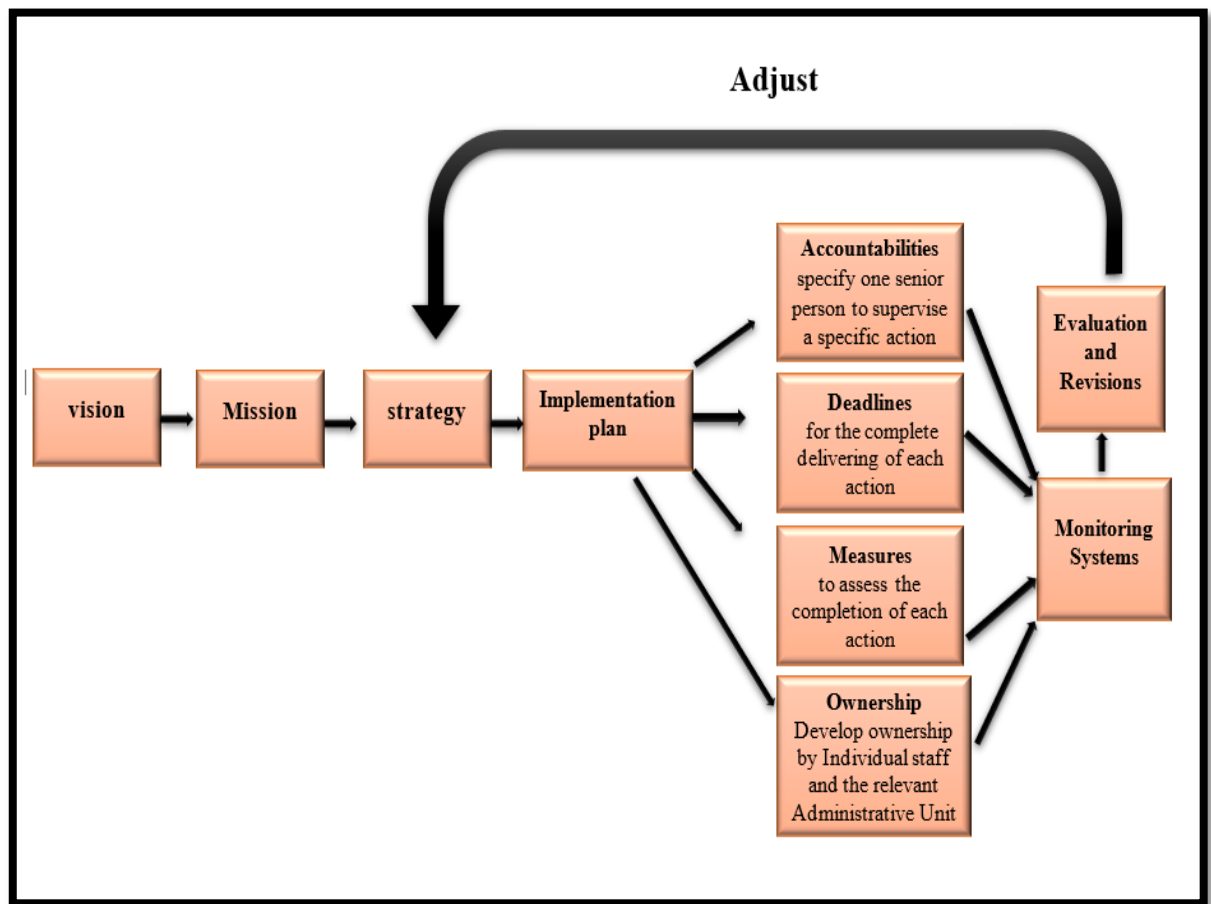 Adjust
vision
Mission
strategy
Implementation
plan
Accountabilities
specify one senior
person to supervise
a specific action
Deadlines
for the complete
delivering of each
action
Measures
to assess the
completion of each
action
Ownership
Develop ownership
by Individual staff
and the relevant
Administrative Unit
Monitoring
Systems
Evaluation
and
Revisions